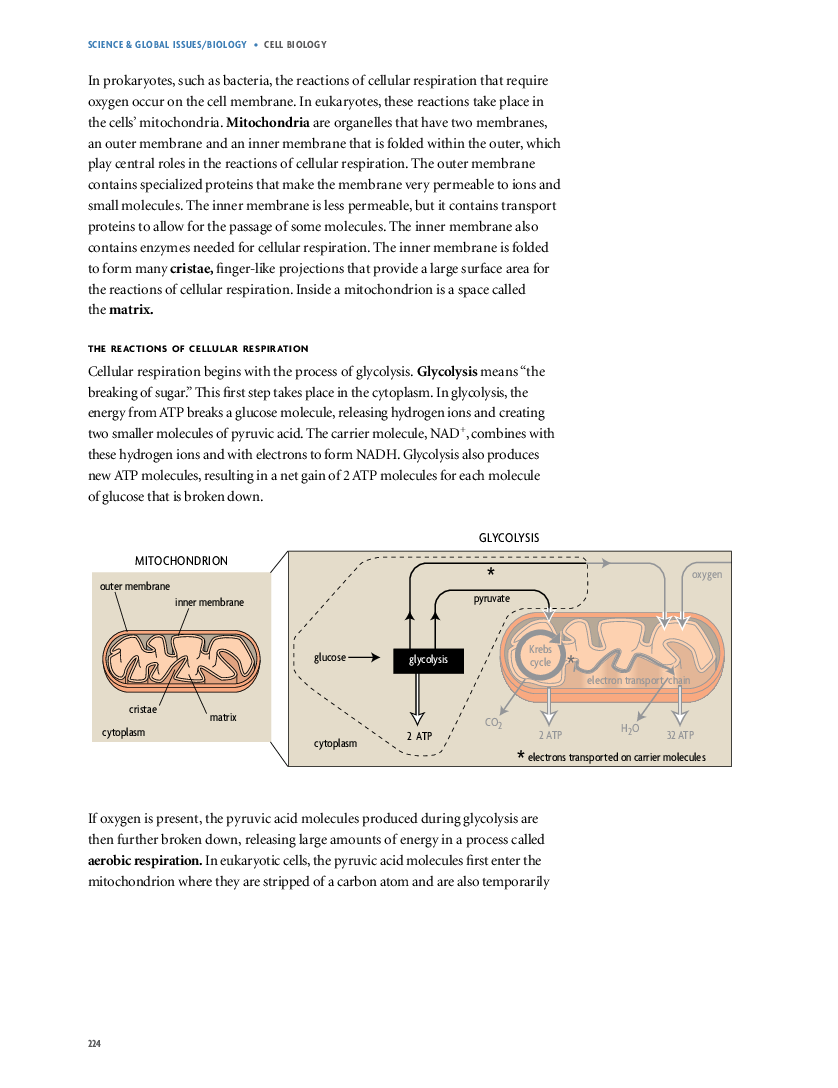 SCIENCE & GLOBAL ISSUES/BIOLOGY • CELL BIOLOGY
In prokaryotes, such as bacteria, the reactions of cellular respiration that require
oxygen occur on the cell membrane. In eukaryotes, these reactions take place in
the cells’ mitochondria. Mitochondria are organelles that have two membranes,
an outer membrane and an inner membrane that is folded within the outer, which
play central roles in the reactions of cellular respiration. The outer membrane
contains specialized proteins that make the membrane very permeable to ions and
small molecules. The inner membrane is less permeable, but it contains transport
proteins to allow for the passage of some molecules. The inner membrane also
contains enzymes needed for cellular respiration. The inner membrane is folded
to form many cristae, finger-like projections that provide a large surface area for
the reactions of cellular respiration. Inside a mitochondrion is a space called
the matrix.
THE REACTIONS OF CELLULAR RESPIRATION
Cellular respiration begins with the process of glycolysis. Glycolysis means “the
breaking of sugar.” This first step takes place in the cytoplasm. In glycolysis, the
energy from ATP breaks a glucose molecule, releasing hydrogen ions and creating
two smaller molecules of pyruvic acid. The carrier molecule, NAD⁺, combines with
these hydrogen ions and with electrons to form NADH. Glycolysis also produces
new ATP molecules, resulting in a net gain of 2 ATP molecules for each molecule
of glucose that is broken down.
MITOCHONDRION
outer membrane
inner membrane
cristae
matrix
cytoplasm
GLYCOLYSIS
*
oxygen
pyruvate
glucose
glycolysis
Krebs
cycle
*
electron transport chain
CO₂
2 ATP
2 ATP
H₂O
32 ATP
cytoplasm
* electrons transported on carrier molecules
If oxygen is present, the pyruvic acid molecules produced during glycolysis are
then further broken down, releasing large amounts of energy in a process called
aerobic respiration. In eukaryotic cells, the pyruvic acid molecules first enter the
mitochondrion where they are stripped of a carbon atom and are also temporarily
224